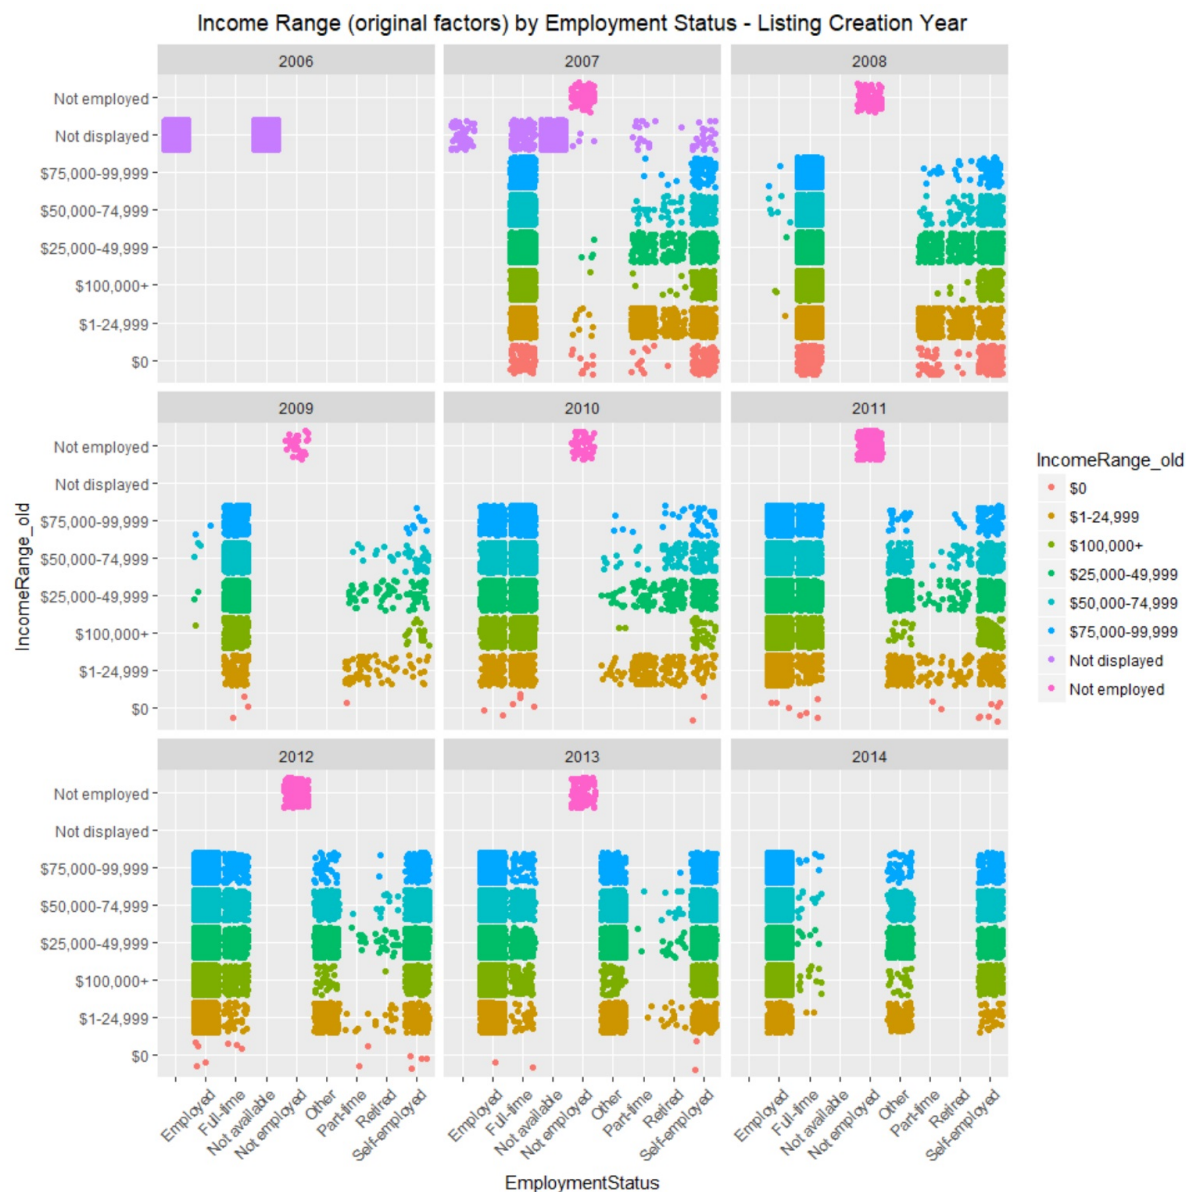 Income Range (original factors) by Employment Status - Listing Creation Year
2006
2007
2008
Not employed
Not displayed
$75,000-99,999
$50,000-74,999
$25,000-49,999
$100,000+
$1-24,999
$0
2009
2010
2011
Not employed
Not displayed
$75,000-99,999
$50,000-74,999
$25,000-49,999
$100,000+
$1-24,999
$0
IncomeRange_old
IncomeRange_old
$0
$1-24,999
$100,000+
$25,000-49,999
$50,000-74,999
$75,000-99,999
Not displayed
Not employed
2012
2013
2014
Not employed
Not displayed
$75,000-99,999
$50,000-74,999
$25,000-49,999
$100,000+
$1-24,999
$0
Employed
Full-time
Not available
Not employed
Other
Part-time
Retired
Self-employed
Employed
Full-time
Not available
Not employed
Other
Part-time
Retired
Self-employed
Employed
Full-time
Not available
Not employed
Other
Part-time
Retired
Self-employed
EmploymentStatus